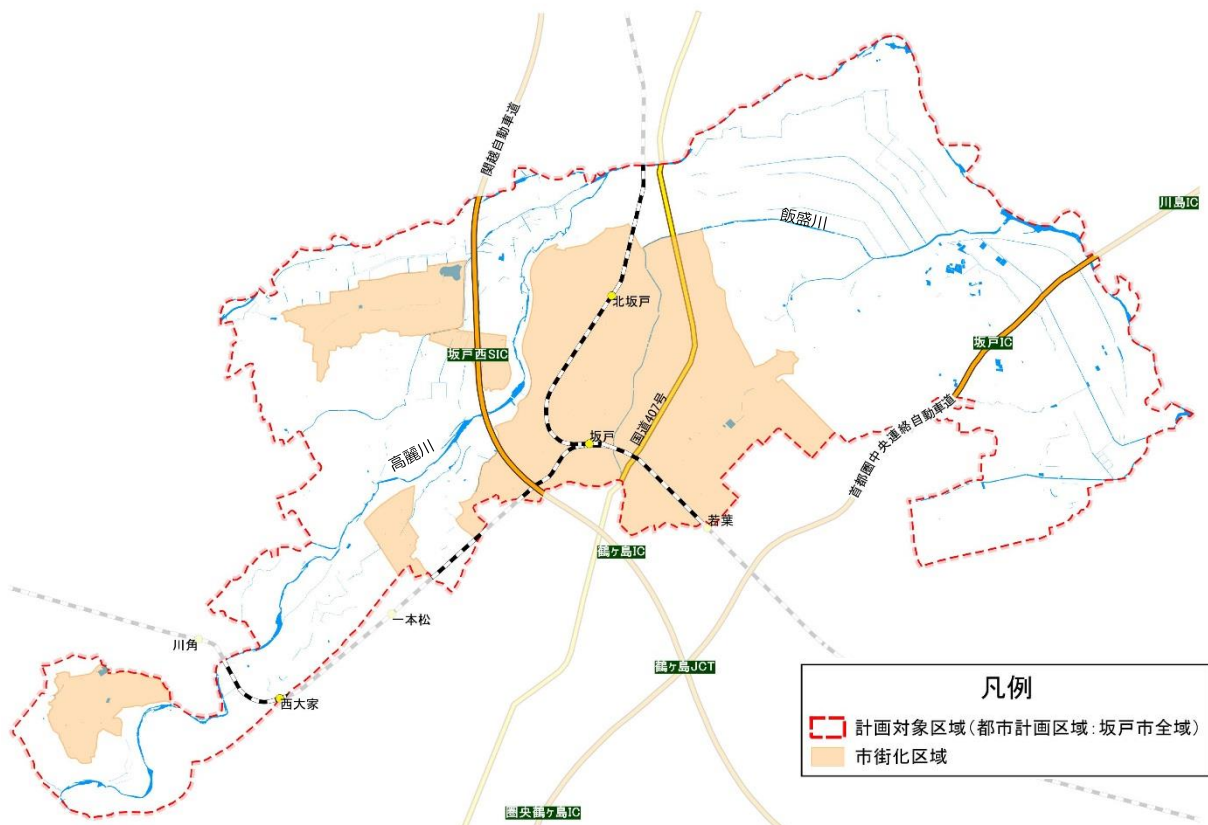 関越自動車道
川島IC
飯盛川
北坂戸
坂戸IC
坂戸西SIC
国道407号
坂戸
首都圏中央連絡自動車道
高麗川
若葉
鶴ヶ島IC
一本松
川角
鶴ヶ島JCT
西大家
凡例
計画対象区域(都市計画区域:坂戸市全域)
市街化区域
圏央鶴ヶ島IC